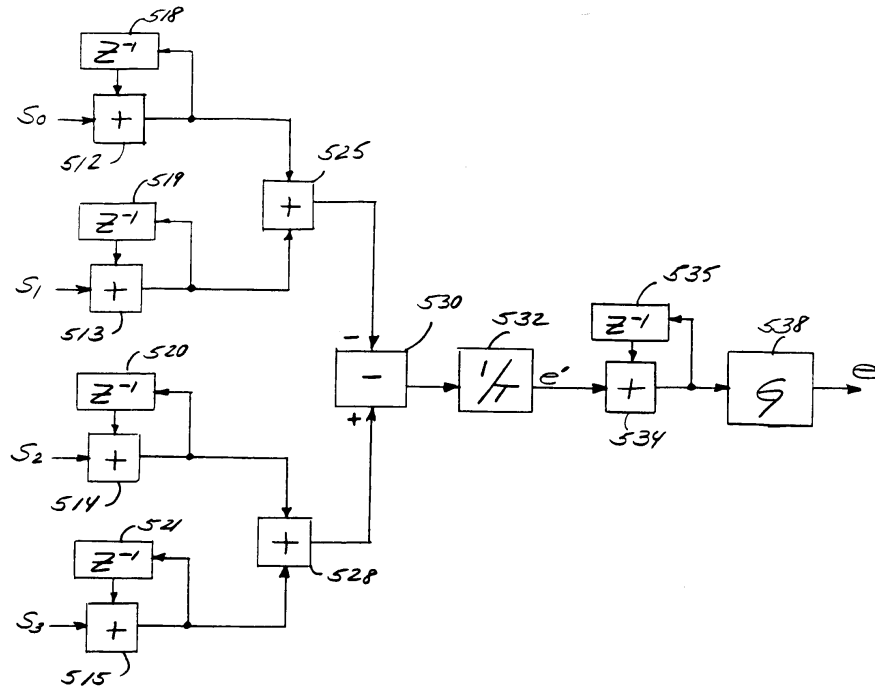 518
Z⁻¹
S₀
+
512
519
Z⁻¹
S₁
+
513
525
+
520
Z⁻¹
S₂
+
514
521
Z⁻¹
S₃
+
515
528
+
530
-
-
+
532
1/T
e'
535
Z⁻¹
+
534
538
G
e